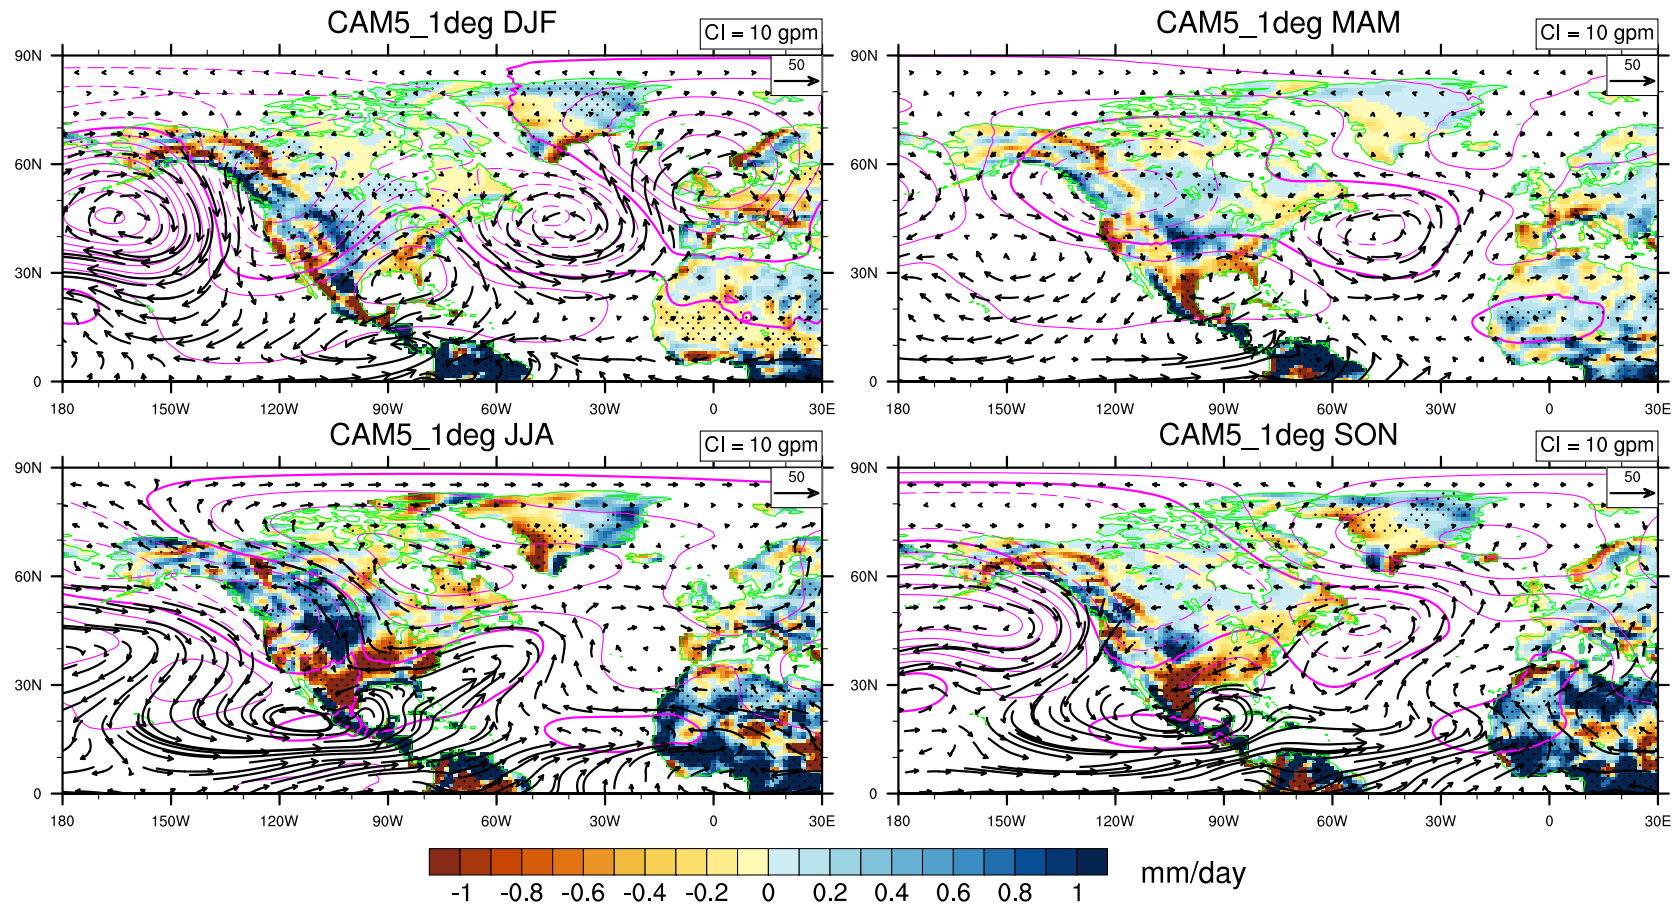 CAM5_1deg DJF
CI = 10 gpm
50
90N
60N
30N
0
180 150W 120W 90W 60W 30W 0 30E
CAM5_1deg MAM
CI = 10 gpm
50
90N
60N
30N
0
180 150W 120W 90W 60W 30W 0 30E
CAM5_1deg JJA
CI = 10 gpm
50
90N
60N
30N
0
180 150W 120W 90W 60W 30W 0 30E
CAM5_1deg SON
CI = 10 gpm
50
90N
60N
30N
0
180 150W 120W 90W 60W 30W 0 30E
-1 -0.8 -0.6 -0.4 -0.2 0 0.2 0.4 0.6 0.8 1
mm/day